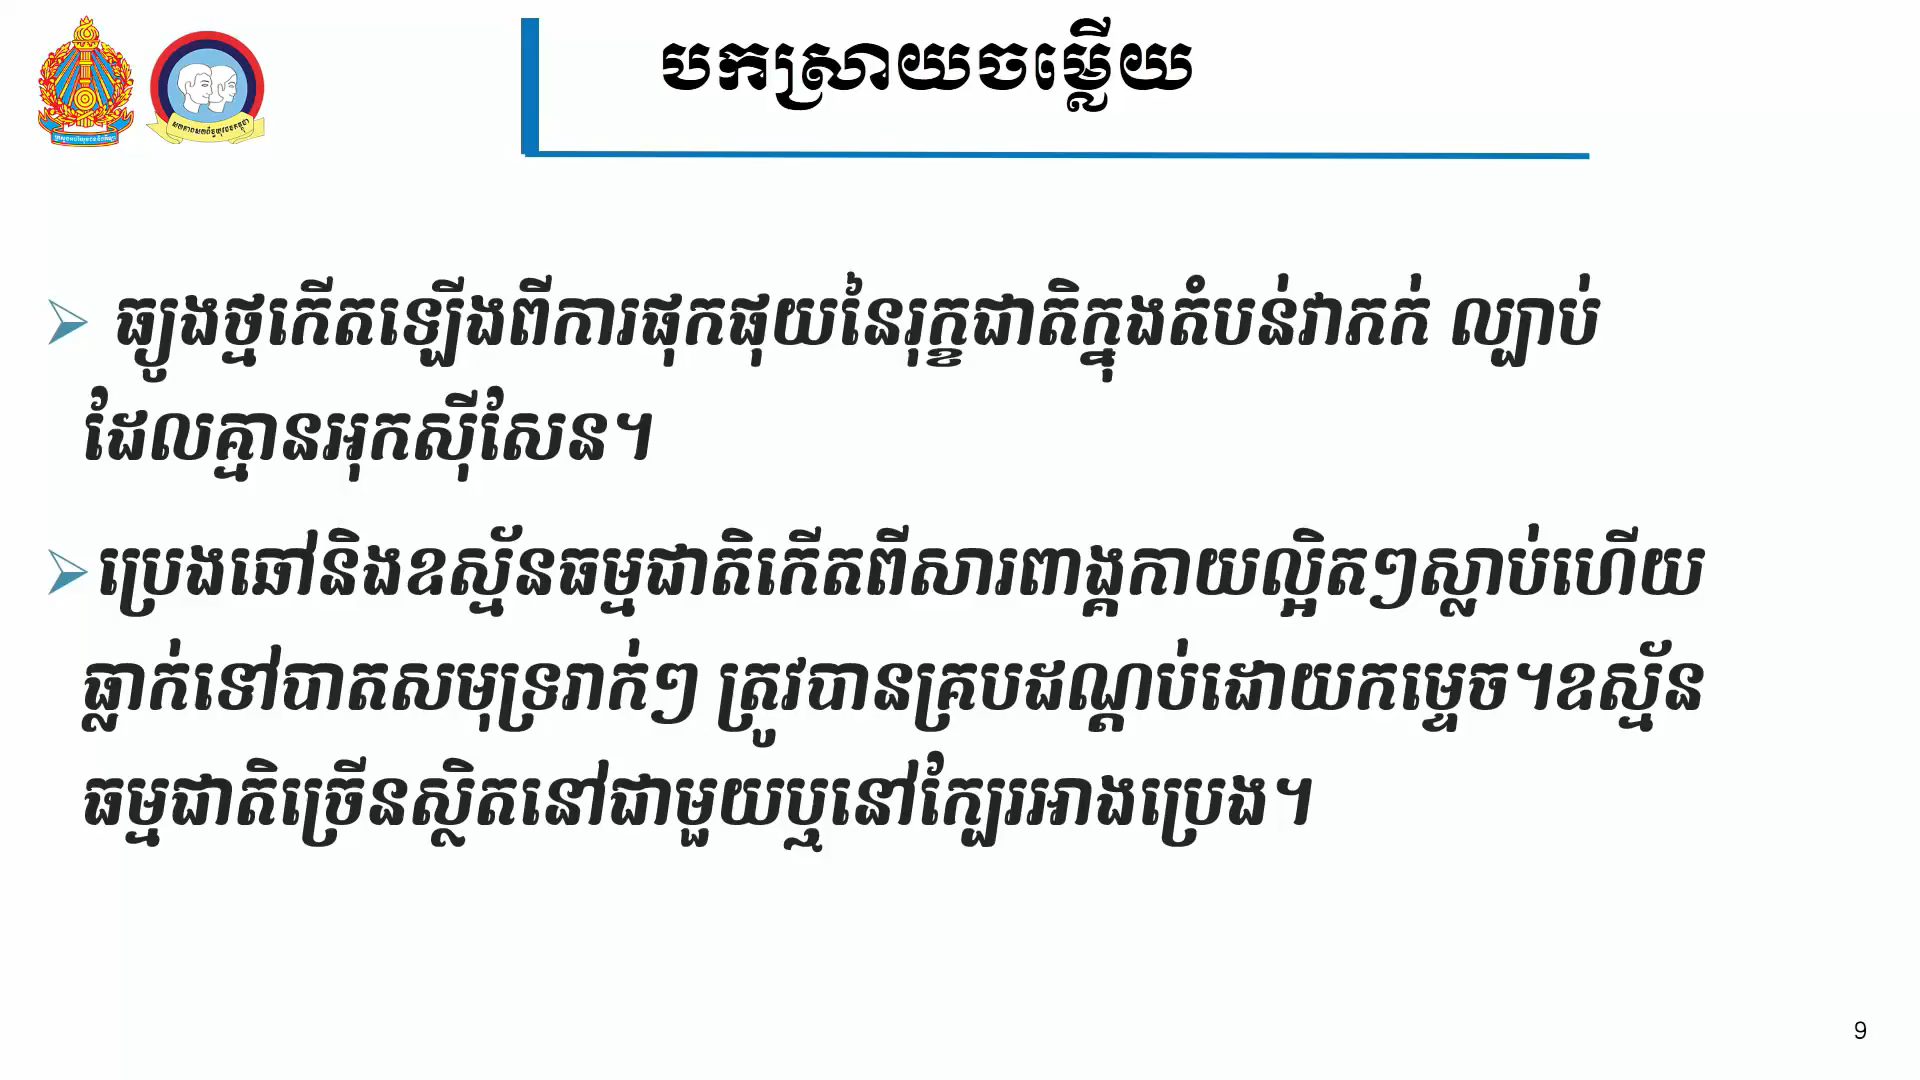 បកស្រាយចម្លើយ
ធ្យូងថ្មកើតឡើងពីការផុកផុយនៃរុក្ខជាតិក្នុងតំបន់វាភក់ ល្បាប់
ដែលគ្មានអុកស៊ីសែន។
ប្រេងឆៅនិងឧស្ម័នធម្មជាតិកើតពីសារពាង្គកាយល្អិតៗស្លាប់ហើយ
ធ្លាក់ទៅបាតសមុទ្ររាក់ៗ ត្រូវបានគ្របដណ្តប់ដោយកម្ទេច។ឧស្ម័ន
ធម្មជាតិច្រើនស្ថិតនៅជាមួយឬនៅក្បែរអាងប្រេង។
9